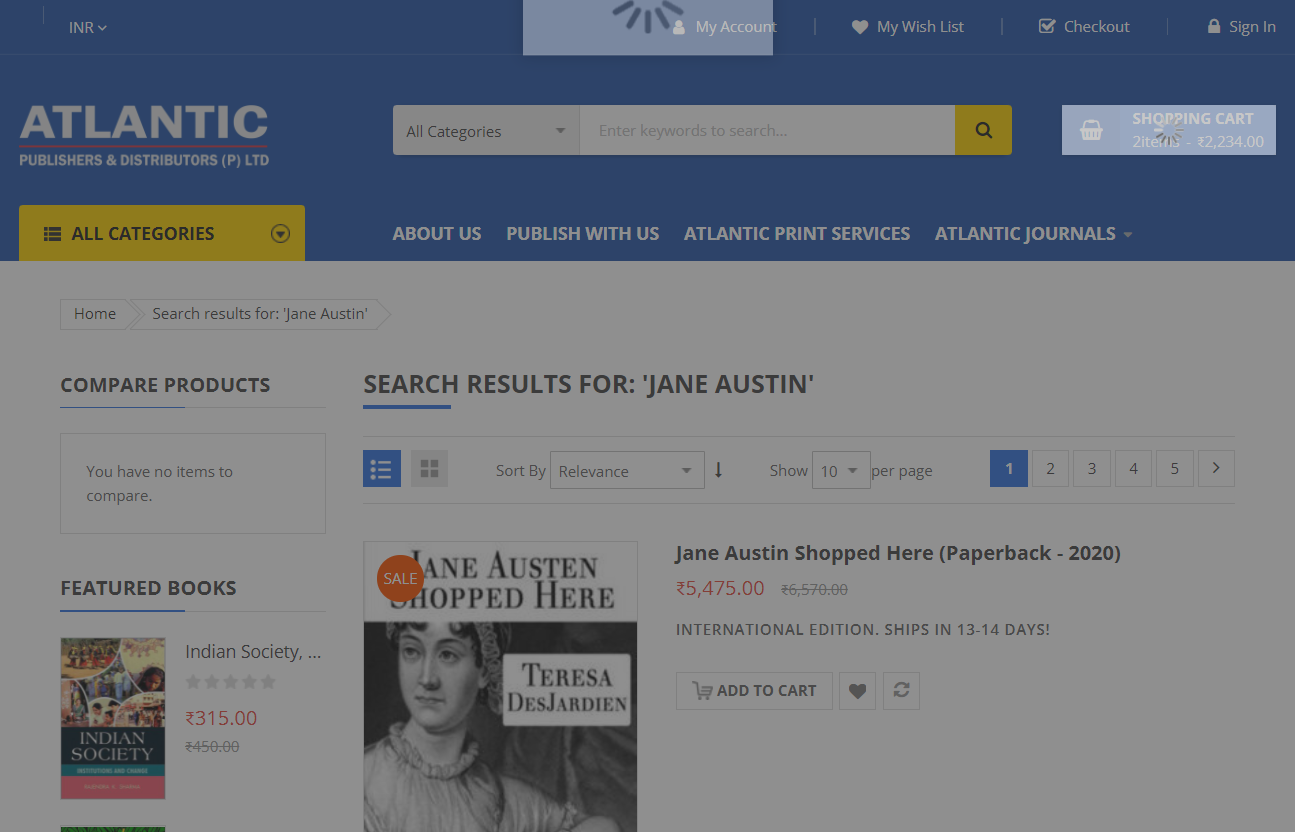 INR
My Account
My Wish List
Checkout
Sign In
ATLANTIC
PUBLISHERS & DISTRIBUTORS (P) LTD
All Categories
Enter keywords to search...
SHOPPING CART
2items - ₹2,234.00
ALL CATEGORIES
ABOUT US
PUBLISH WITH US
ATLANTIC PRINT SERVICES
ATLANTIC JOURNALS
Home
Search results for: 'Jane Austin'
COMPARE PRODUCTS
You have no items to
compare.
FEATURED BOOKS
Indian Society, ...
₹315.00
₹450.00
INDIAN
SOCIETY
INSTITUTIONS AND CHANGE
SEARCH RESULTS FOR: 'JANE AUSTIN'
Sort By Relevance
Show 10 per page
1 2 3 4 5
SALE
JANE AUSTEN
SHOPPED HERE
TERESA
DESJARDIEN
Jane Austin Shopped Here (Paperback - 2020)
₹5,475.00 ₹6,570.00
INTERNATIONAL EDITION. SHIPS IN 13-14 DAYS!
ADD TO CART